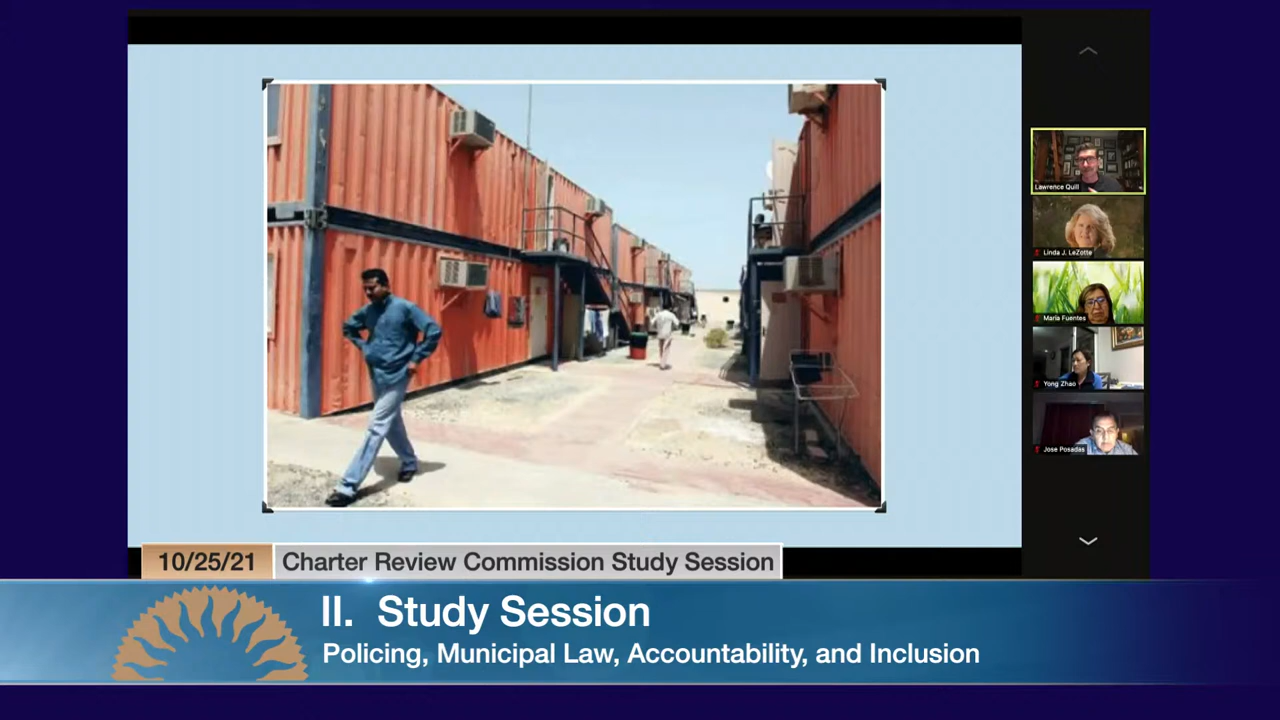 Lawrence Quill
Linda J. LeZotte
Maria Fuentes
Yong Zhao
Jose Posadas
10/25/21 Charter Review Commission Study Session
II. Study Session
Policing, Municipal Law, Accountability, and Inclusion